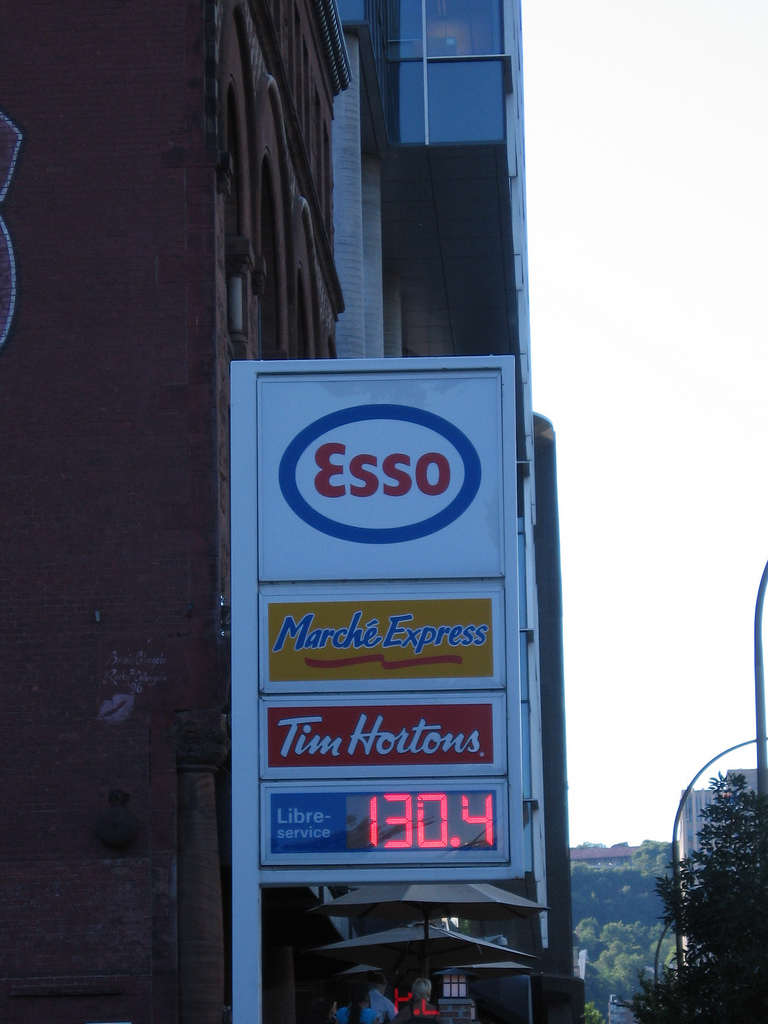 Esso
Marché Express
Tim Hortons.
Libre-
service
130.4